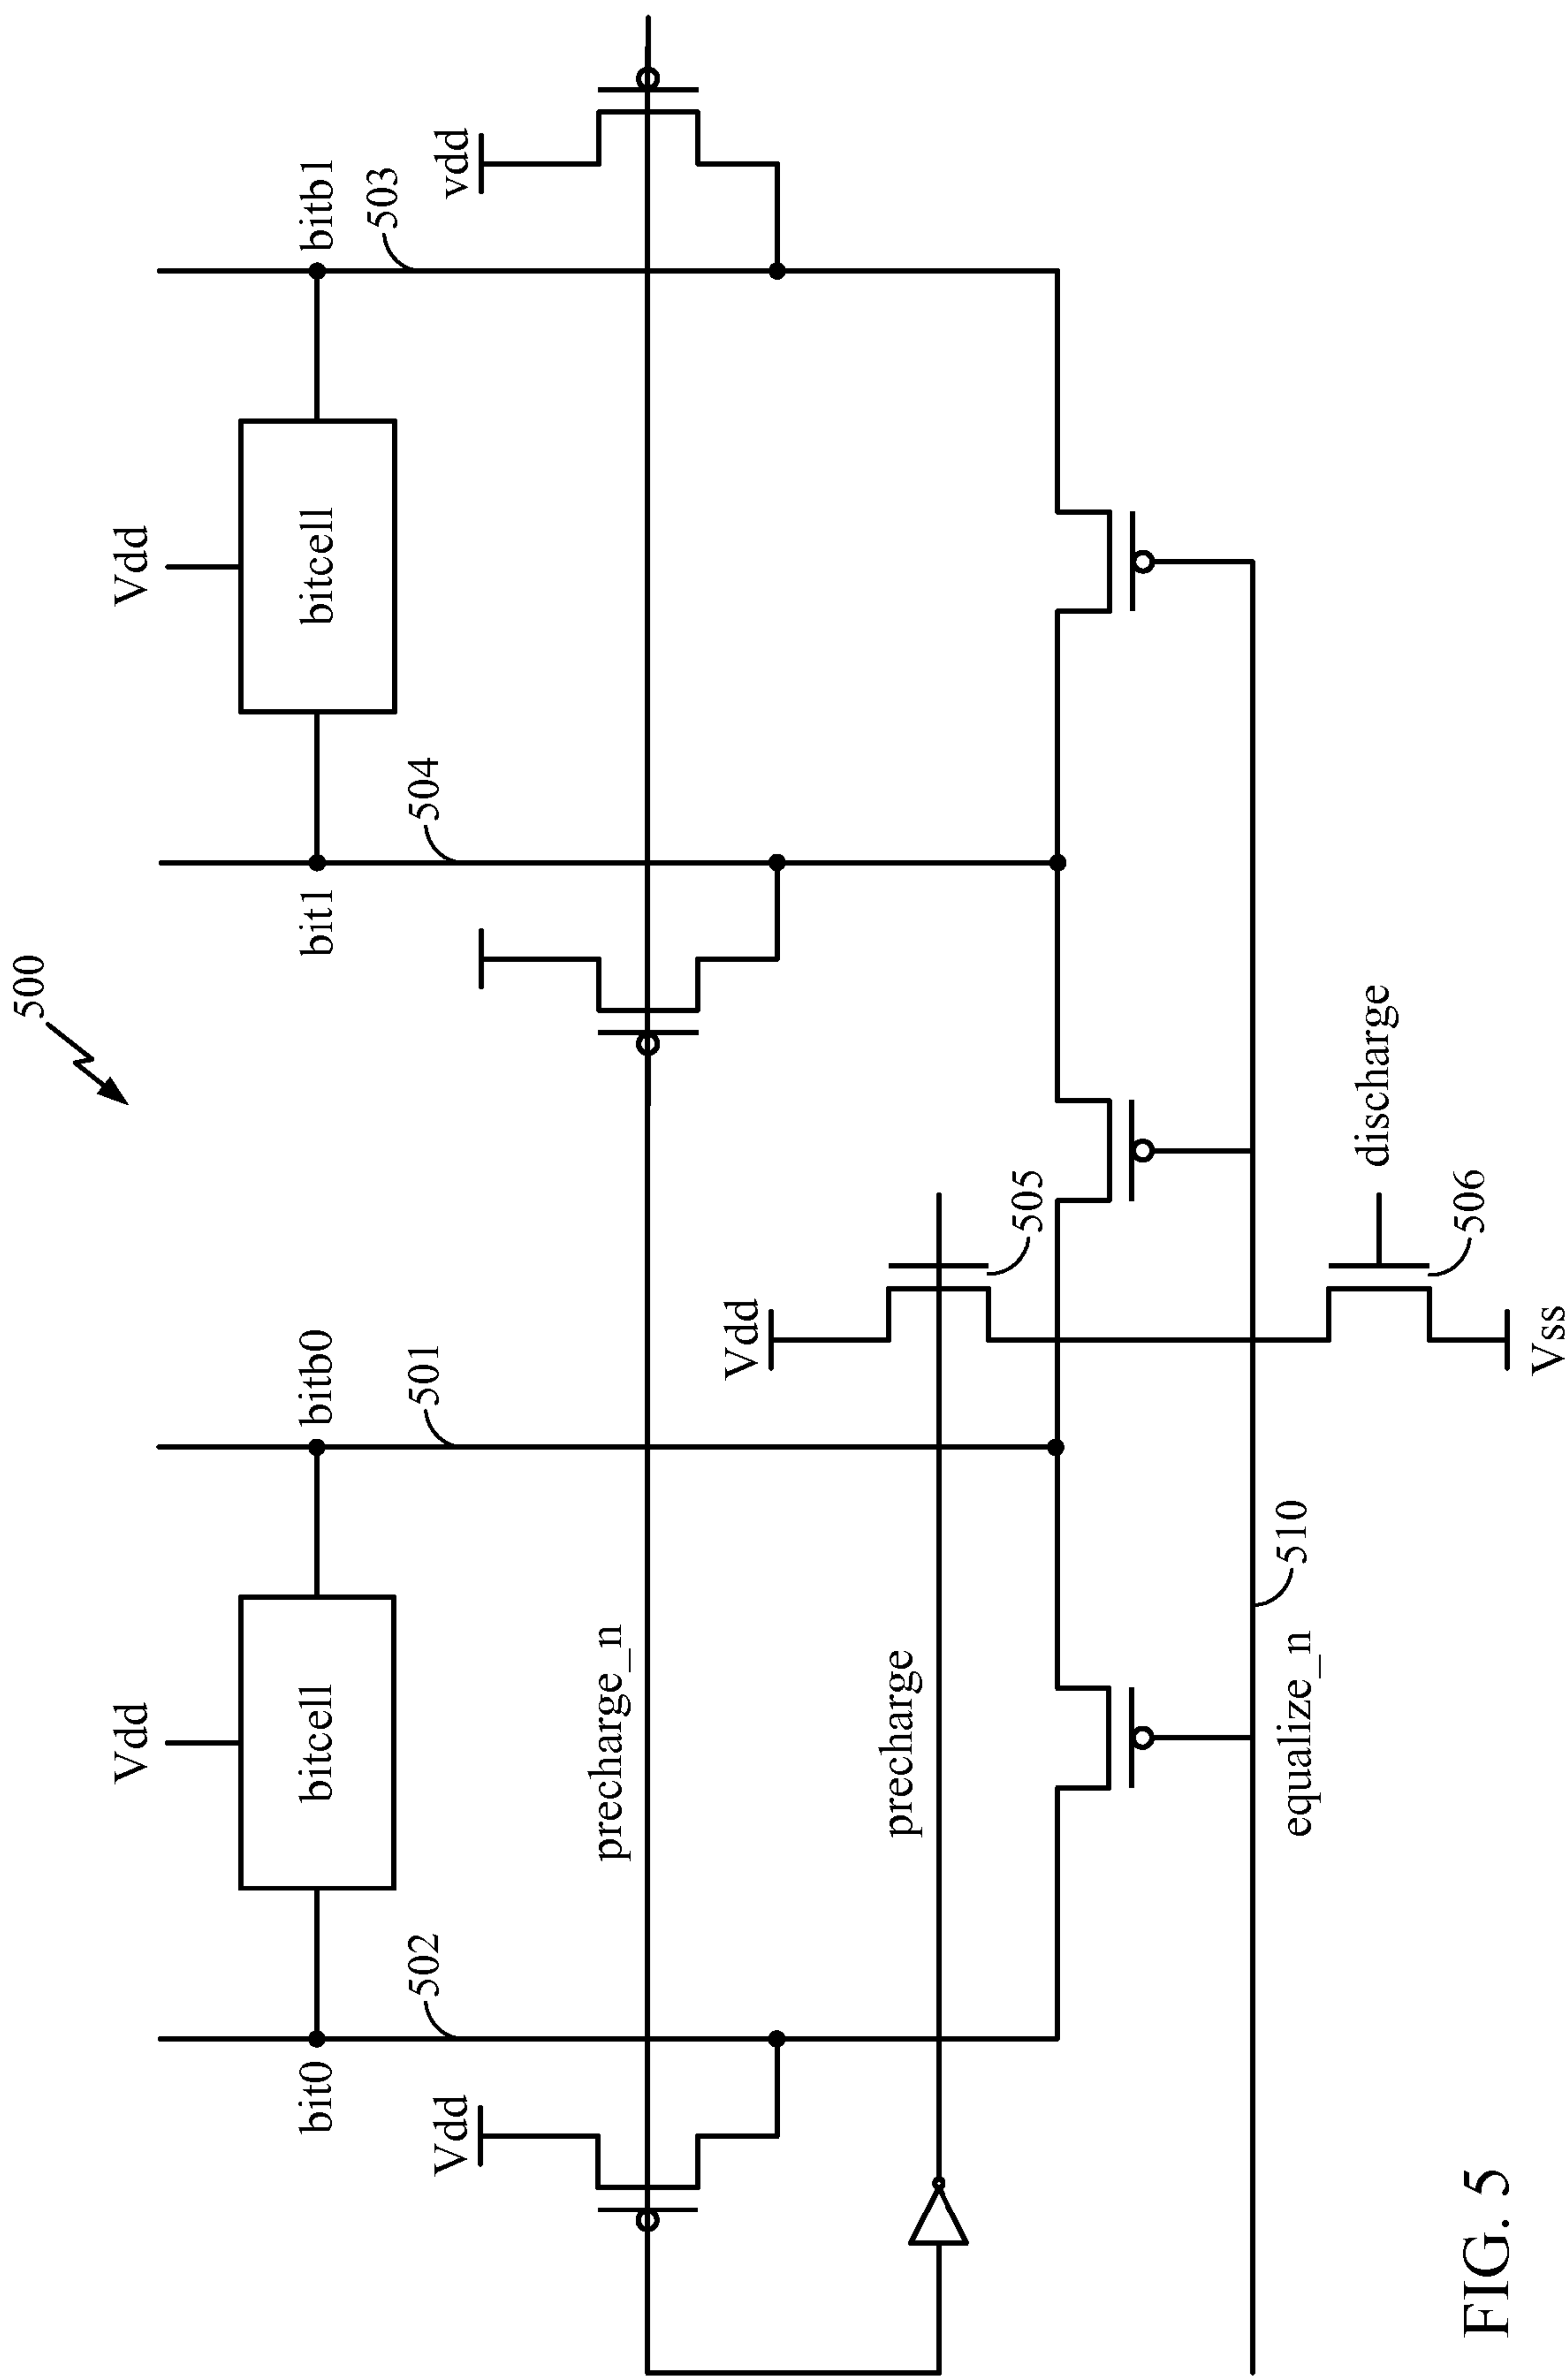 500
Vdd
Vdd
bitcell
bitcell
bit0
bitb0
bit1
bitb1
502
501
504
503
Vdd
vdd
precharge_n
Vdd
precharge
505
equalize_n
510
discharge
506
Vss
FIG. 5